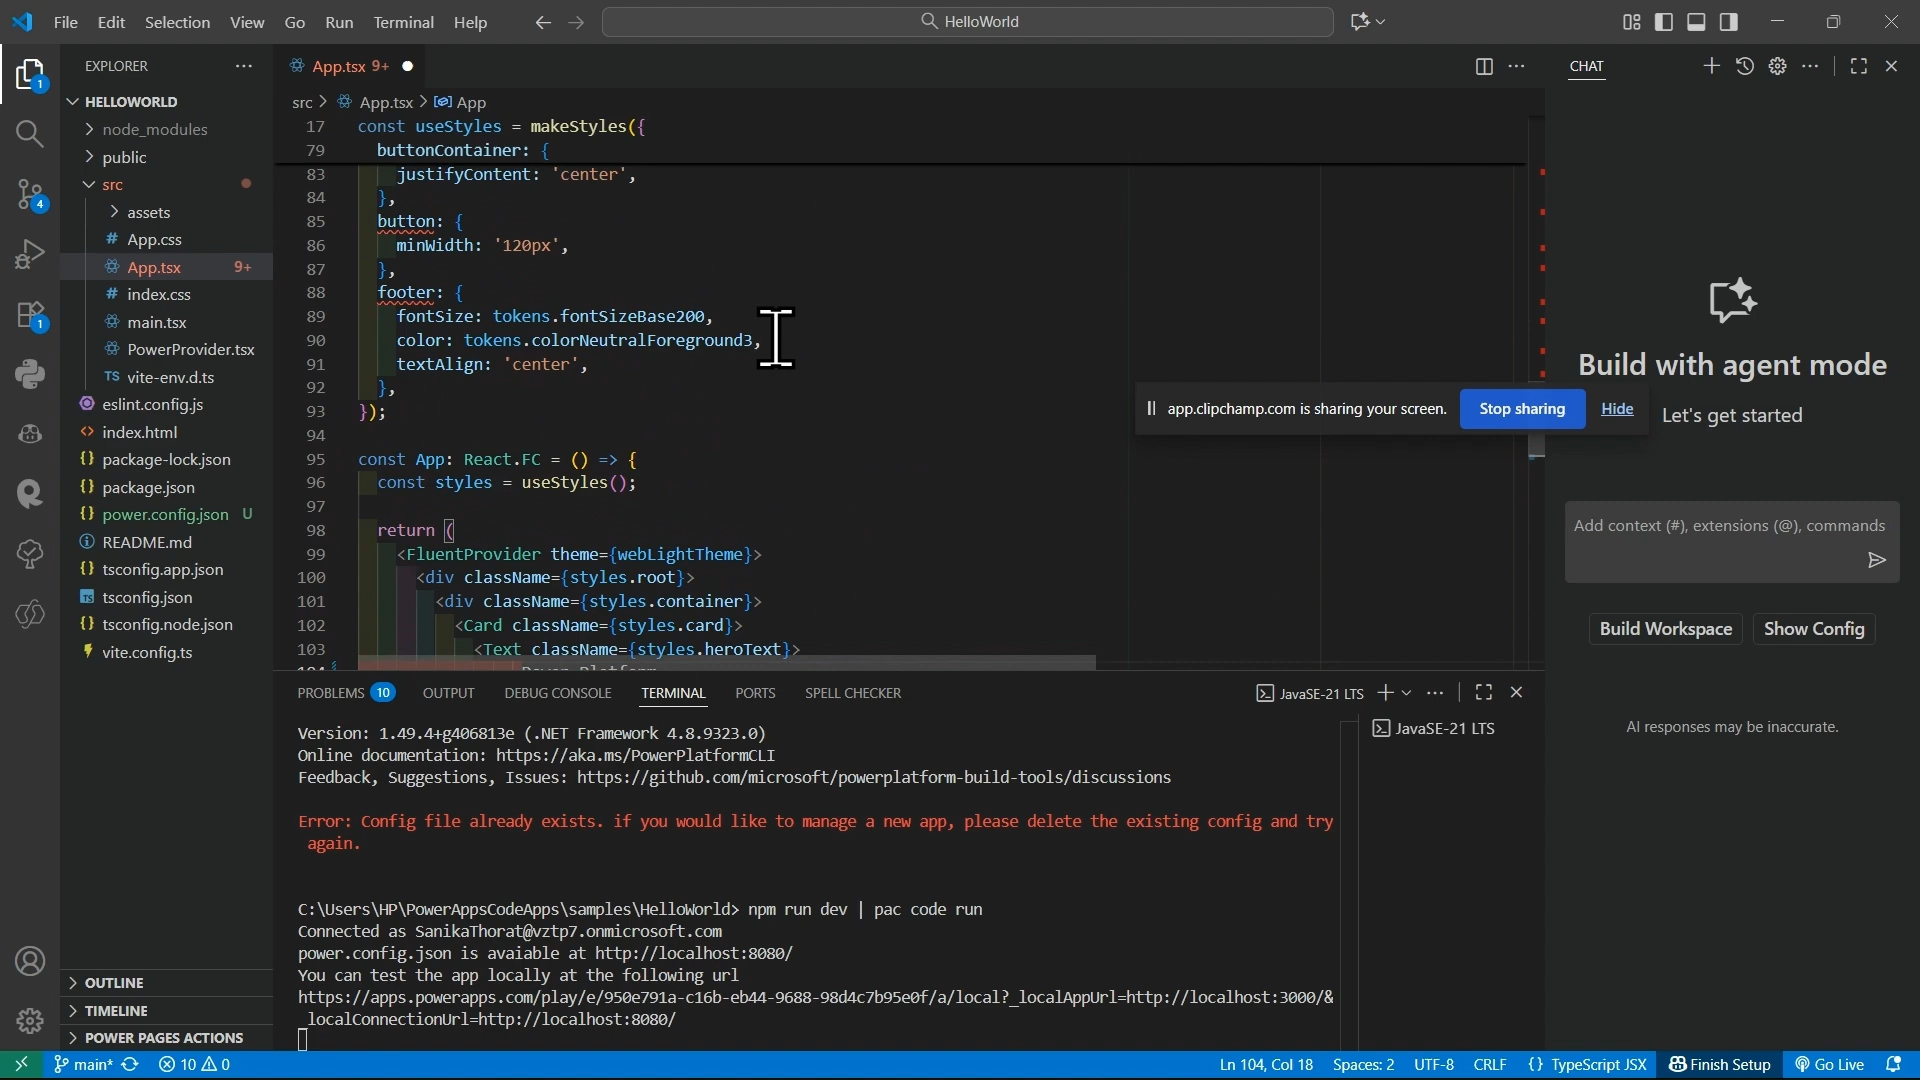 File Edit Selection View Go Run Terminal Help
HelloWorld
EXPLORER
HELLOWORLD
node_modules
public
src
assets
# App.css
App.tsx 9+
# index.css
main.tsx
PowerProvider.tsx
TS vite-env.d.ts
eslint.config.js
<> index.html
{} package-lock.json
{} package.json
{} power.config.json U
README.md
{} tsconfig.app.json
TS tsconfig.json
{} tsconfig.node.json
vite.config.ts
OUTLINE
TIMELINE
POWER PAGES ACTIONS
1
4
1
App.tsx 9+
src > App.tsx > App
17 const useStyles = makeStyles({
79 buttonContainer: {
83 justifyContent: 'center',
84 },
85 button: {
86 minWidth: '120px',
87 },
88 footer: {
89 fontSize: tokens.fontSizeBase200,
90 color: tokens.colorNeutralForeground3,
91 textAlign: 'center',
92 },
93 });
94
95 const App: React.FC = () => {
96 const styles = useStyles();
97
98 return (
99 <FluentProvider theme={webLightTheme}>
100 <div className={styles.root}>
101 <div className={styles.container}>
102 <Card className={styles.card}>
103 <Text className={styles.heroText}>
104 Power Platform
app.clipchamp.com is sharing your screen. Stop sharing Hide
PROBLEMS 10 OUTPUT DEBUG CONSOLE TERMINAL PORTS SPELL CHECKER
JavaSE-21 LTS
JavaSE-21 LTS
Version: 1.49.4+g406813e (.NET Framework 4.8.9323.0)
Online documentation: https://aka.ms/PowerPlatformCLI
Feedback, Suggestions, Issues: https://github.com/microsoft/powerplatform-build-tools/discussions
Error: Config file already exists. if you would like to manage a new app, please delete the existing config and try
again.
C:\Users\HP\PowerAppsCodeApps\samples\HelloWorld> npm run dev | pac code run
Connected as SanikaThorat@vztp7.onmicrosoft.com
power.config.json is avaiable at http://localhost:8080/
You can test the app locally at the following url
https://apps.powerapps.com/play/e/950e791a-c16b-eb44-9688-98d4c7b95e0f/a/local?_localAppUrl=http://localhost:3000/&
_localConnectionUrl=http://localhost:8080/
CHAT
Build with agent mode
Let's get started
Add context (#), extensions (@), commands
Build Workspace Show Config
AI responses may be inaccurate.
main* 10 0
Ln 104, Col 18 Spaces: 2 UTF-8 CRLF {} TypeScript JSX Finish Setup Go Live